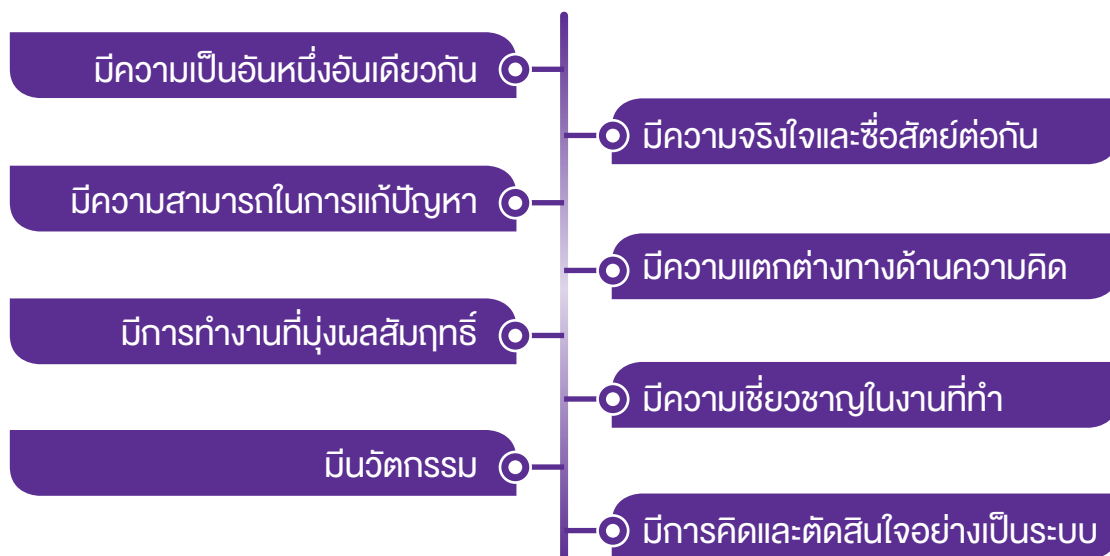 มีความเป็นอันหนึ่งอันเดียวกัน
มีความจริงใจและซื่อสัตย์ต่อกัน
มีความสามารถในการแก้ปัญหา
มีความแตกต่างทางด้านความคิด
มีการทำงานที่มุ่งผลสัมฤทธิ์
มีความเชี่ยวชาญในงานที่ทำ
มีนวัตกรรม
มีการคิดและตัดสินใจอย่างเป็นระบบ